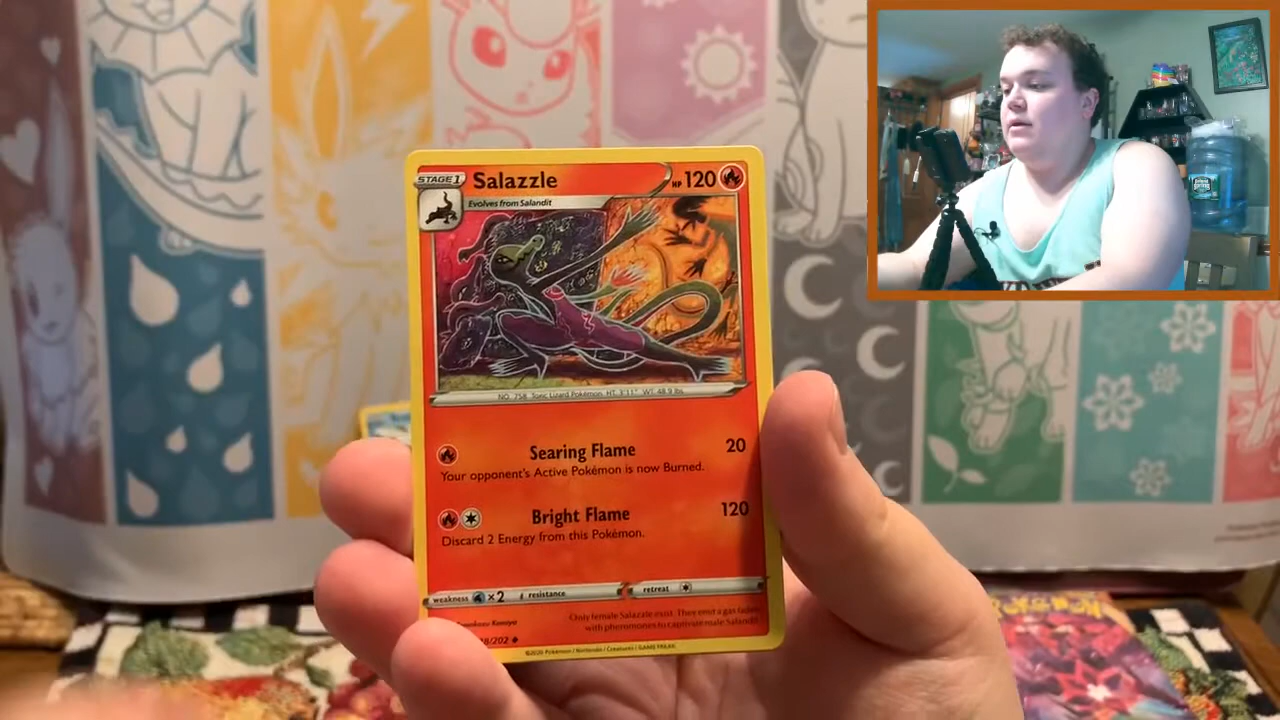 STAGE 1
Salazzle
HP 120
Evolves from Salandit
NO. 758 Toxic Lizard Pokémon HT: 3'11" WT: 48.9 lbs.
Searing Flame 20
Your opponent's Active Pokémon is now Burned.
Bright Flame 120
Discard 2 Energy from this Pokémon.
weakness ×2 resistance retreat
Only female Salazzle exist. They emit a gas laden
with pheromones to captivate male Salandit.
/202
©2020 Pokémon / Nintendo / Creatures / GAME FREAK
POKÉMON